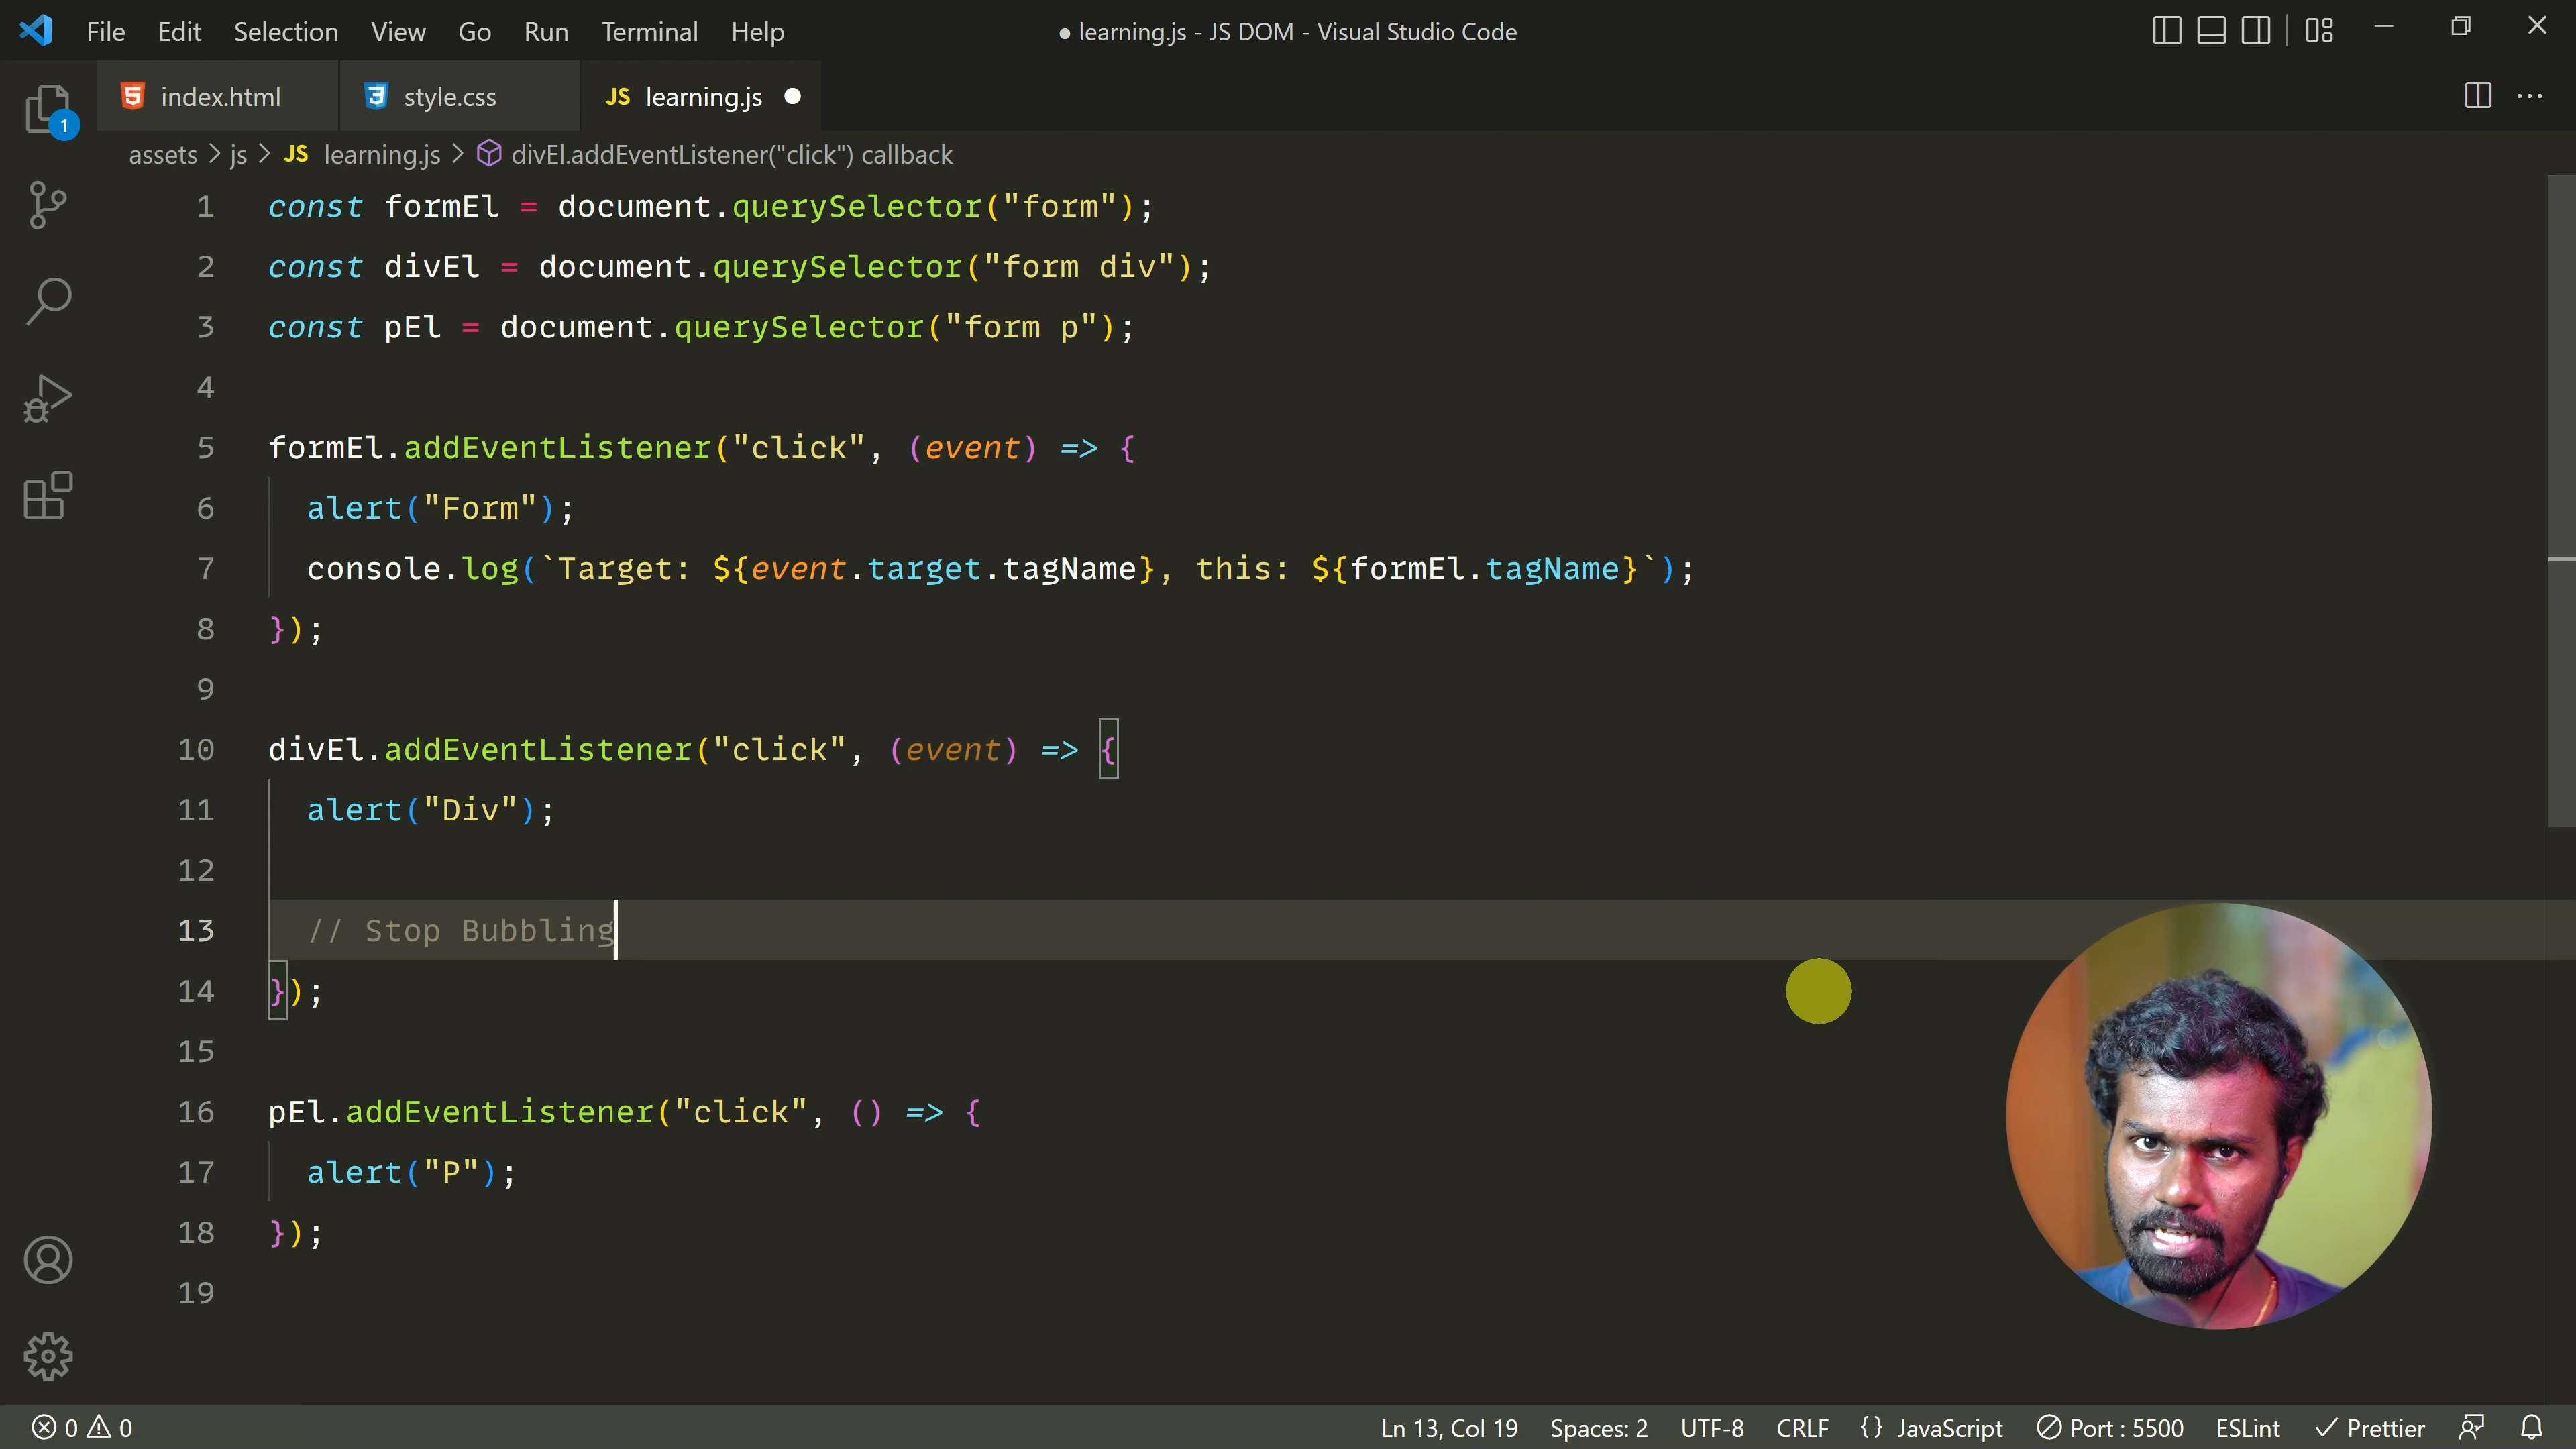 File Edit Selection View Go Run Terminal Help
● learning.js - JS DOM - Visual Studio Code
index.html
style.css
JS learning.js ●
1
assets > js > JS learning.js > divEl.addEventListener("click") callback
1 const formEl = document.querySelector("form");
2 const divEl = document.querySelector("form div");
3 const pEl = document.querySelector("form p");
4
5 formEl.addEventListener("click", (event) => {
6 alert("Form");
7 console.log(`Target: ${event.target.tagName}, this: ${formEl.tagName}`);
8 });
9
10 divEl.addEventListener("click", (event) => {
11 alert("Div");
12
13 // Stop Bubbling
14 });
15
16 pEl.addEventListener("click", () => {
17 alert("P");
18 });
19
0 0
Ln 13, Col 19 Spaces: 2 UTF-8 CRLF {} JavaScript Port : 5500 ESLint ✓ Prettier